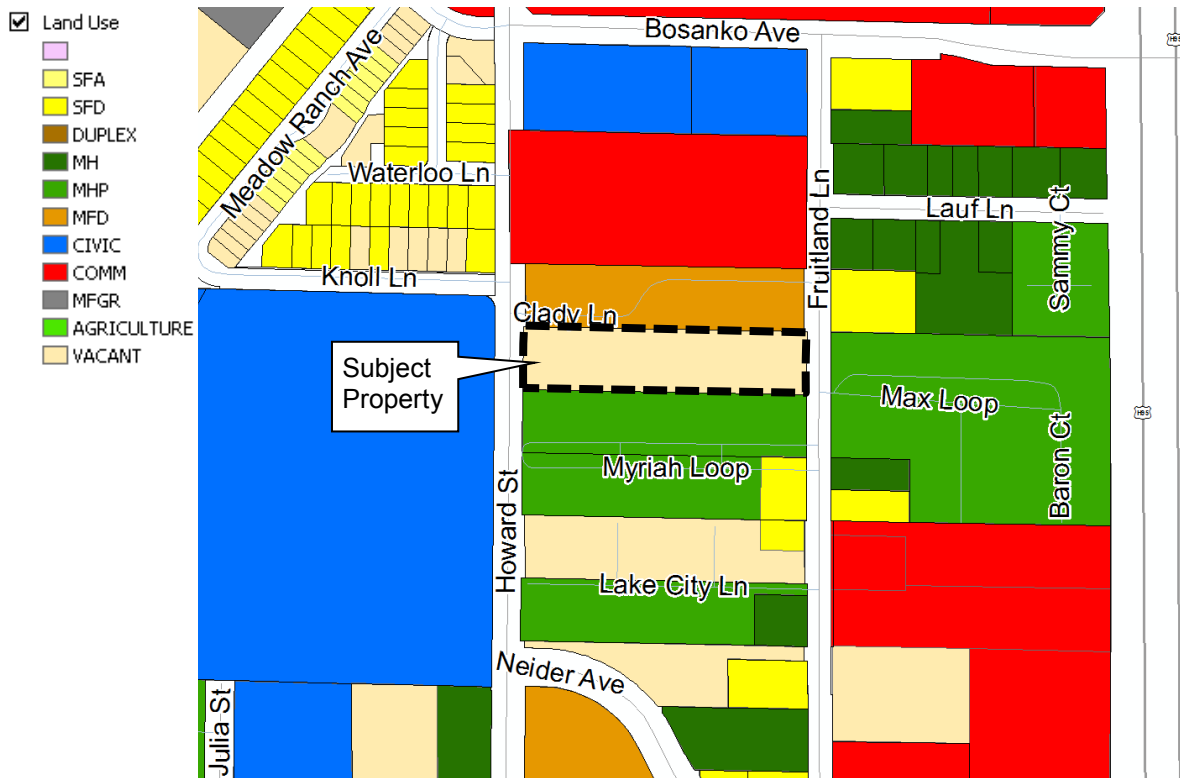 Land Use
SFA
SFD
DUPLEX
MH
MHP
MFD
CIVIC
COMM
MFGR
AGRICULTURE
VACANT
Bosanko Ave
H95
Meadow Ranch Ave
Waterloo Ln
Fruitland Ln
Lauf Ln
Sammy Ct
Knoll Ln
Clady Ln
Subject
Property
Max Loop
H95
Baron Ct
Myriah Loop
Howard St
Lake City Ln
Neider Ave
Julia St